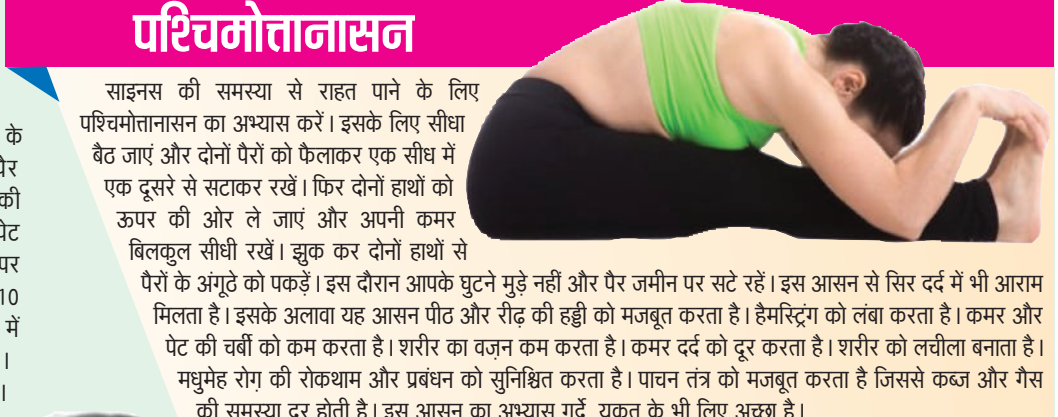 पश्चिमोत्तानासन
साइनस की समस्या से राहत पाने के लिए
पश्चिमोतानासन का अभ्यास करें। इसके लिए सीधा
बैठ जाएं और दोनों पैरों को फैलाकर एक सीध में
एक दूसरे से सटाकर रखें। फिर दोनों हाथों को
ऊपर की ओर ले जाएं और अपनी कमर
बिलकुल सीधी रखें। झुक कर दोनों हाथों से
पैरों के अंगूठे को पकड़ें। इस दौरान आपके घुटने मुड़े नहीं और पैर जमीन पर सटे रहें। इस आसन से सिर दर्द में भी आराम
मिलता है। इसके अलावा यह आसन पीठ और रीढ़ की हड्डी को मजबूत करता है। हैमस्ट्रिंग को लंबा करता है। कमर और
पेट की चर्बी को कम करता है। शरीर का वज़न कम करता है। कमर दर्द को दूर करता है। शरीर को लचीला बनाता है।
मधुमेह रोग़ की रोकथाम और प्रबंधन को सुनिश्चित करता है। पाचन तंत्र को मजबूत करता है जिससे कब्ज और गैस
की समस्या दूर होती है। इस आसन का अभ्यास गुर्दे, यकृत के भी लिए अच्छा है।
के
पैर
की
पेट
पर
10
में
।
।